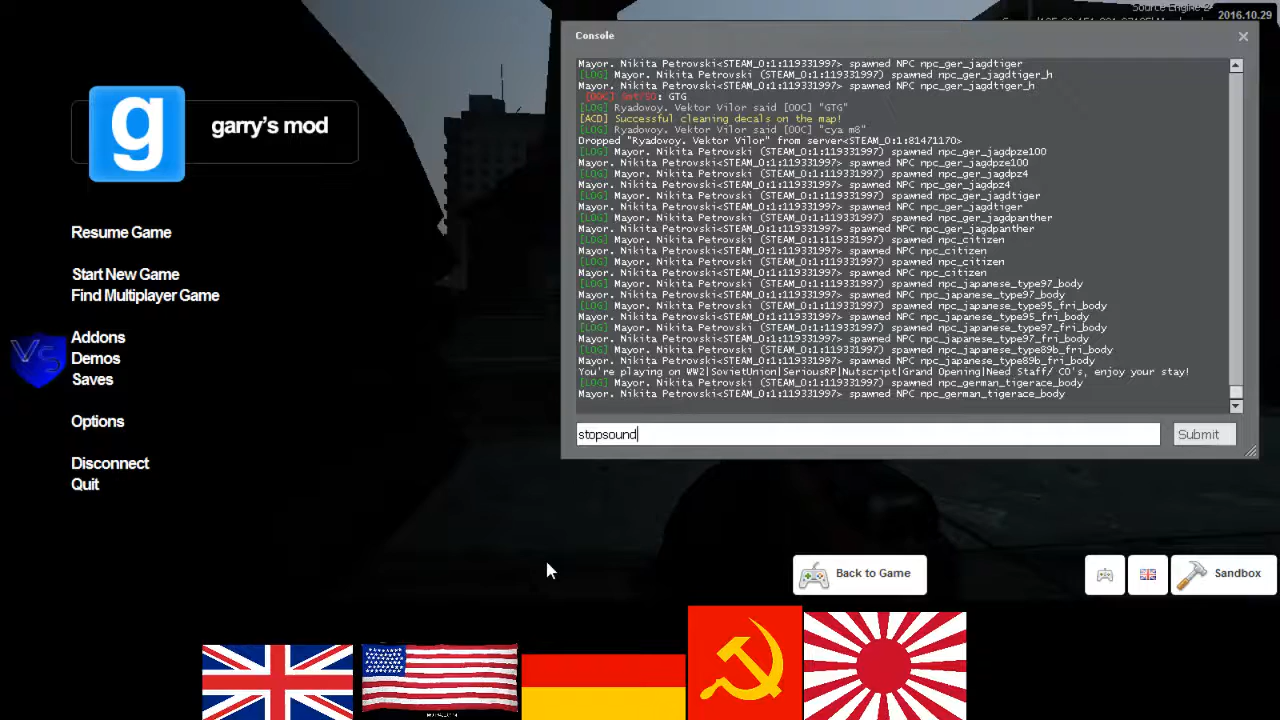 Source Engine 2
2016.10.29
g
garry's mod
Resume Game
Start New Game
Find Multiplayer Game
VS
Addons
Demos
Saves
Options
Disconnect
Quit
Console
Mayor. Nikita Petrovski<STEAM_0:1:119331997> spawned NPC npc_ger_jagdtiger
[LOG] Mayor. Nikita Petrovski (STEAM_0:1:119331997) spawned npc_ger_jagdtiger_h
Mayor. Nikita Petrovski<STEAM_0:1:119331997> spawned NPC npc_ger_jagdtiger_h
[OOC] : GTG
[LOG] Ryadovoy. Vektor Vilor said [OOC] "GTG"
[ACD] Successful cleaning decals on the map!
[LOG] Ryadovoy. Vektor Vilor said [OOC] "cya m8"
Dropped "Ryadovoy. Vektor Vilor" from server<STEAM_0:1:81471170>
[LOG] Mayor. Nikita Petrovski (STEAM_0:1:119331997) spawned npc_ger_jagdpze100
Mayor. Nikita Petrovski<STEAM_0:1:119331997> spawned NPC npc_ger_jagdpze100
[LOG] Mayor. Nikita Petrovski (STEAM_0:1:119331997) spawned npc_ger_jagdpz4
Mayor. Nikita Petrovski<STEAM_0:1:119331997> spawned NPC npc_ger_jagdpz4
[LOG] Mayor. Nikita Petrovski (STEAM_0:1:119331997) spawned npc_ger_jagdtiger
Mayor. Nikita Petrovski<STEAM_0:1:119331997> spawned NPC npc_ger_jagdtiger
[LOG] Mayor. Nikita Petrovski (STEAM_0:1:119331997) spawned npc_ger_jagdpanther
Mayor. Nikita Petrovski<STEAM_0:1:119331997> spawned NPC npc_ger_jagdpanther
[LOG] Mayor. Nikita Petrovski (STEAM_0:1:119331997) spawned npc_citizen
Mayor. Nikita Petrovski<STEAM_0:1:119331997> spawned NPC npc_citizen
[LOG] Mayor. Nikita Petrovski (STEAM_0:1:119331997) spawned npc_citizen
Mayor. Nikita Petrovski<STEAM_0:1:119331997> spawned NPC npc_citizen
[LOG] Mayor. Nikita Petrovski (STEAM_0:1:119331997) spawned npc_japanese_type97_body
Mayor. Nikita Petrovski<STEAM_0:1:119331997> spawned NPC npc_japanese_type97_body
[LOG] Mayor. Nikita Petrovski (STEAM_0:1:119331997) spawned npc_japanese_type95_fri_body
Mayor. Nikita Petrovski<STEAM_0:1:119331997> spawned NPC npc_japanese_type95_fri_body
[LOG] Mayor. Nikita Petrovski (STEAM_0:1:119331997) spawned npc_japanese_type97_fri_body
Mayor. Nikita Petrovski<STEAM_0:1:119331997> spawned NPC npc_japanese_type97_fri_body
[LOG] Mayor. Nikita Petrovski (STEAM_0:1:119331997) spawned npc_japanese_type89b_fri_body
Mayor. Nikita Petrovski<STEAM_0:1:119331997> spawned NPC npc_japanese_type89b_fri_body
You're playing on WW2|SovietUnion|SeriousRP|Nutscript|Grand Opening|Need Staff/ CO's, enjoy your stay!
[LOG] Mayor. Nikita Petrovski (STEAM_0:1:119331997) spawned npc_german_tigerace_body
Mayor. Nikita Petrovski<STEAM_0:1:119331997> spawned NPC npc_german_tigerace_body
stopsound
Submit
Back to Game
Sandbox